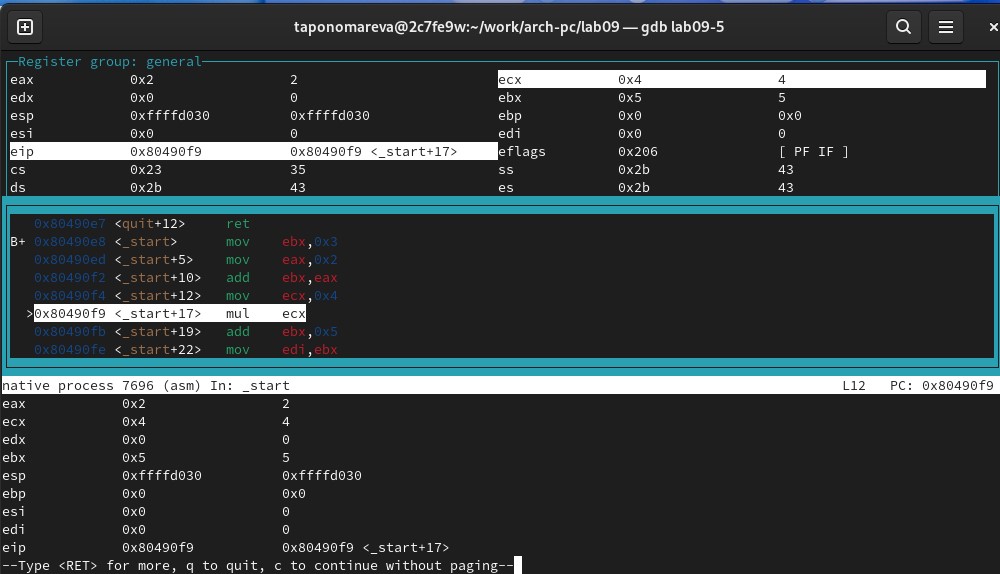 taponomareva@2c7fe9w:~/work/arch-pc/lab09 — gdb lab09-5
Register group: general
eax 0x2 2 ecx 0x4 4
edx 0x0 0 ebx 0x5 5
esp 0xffffd030 0xffffd030 ebp 0x0 0x0
esi 0x0 0 edi 0x0 0
eip 0x80490f9 0x80490f9 <_start+17> eflags 0x206 [ PF IF ]
cs 0x23 35 ss 0x2b 43
ds 0x2b 43 es 0x2b 43
0x80490e7 <quit+12> ret
B+ 0x80490e8 <_start> mov ebx,0x3
0x80490ed <_start+5> mov eax,0x2
0x80490f2 <_start+10> add ebx,eax
0x80490f4 <_start+12> mov ecx,0x4
>0x80490f9 <_start+17> mul ecx
0x80490fb <_start+19> add ebx,0x5
0x80490fe <_start+22> mov edi,ebx
native process 7696 (asm) In: _start L12 PC: 0x80490f9
eax 0x2 2
ecx 0x4 4
edx 0x0 0
ebx 0x5 5
esp 0xffffd030 0xffffd030
ebp 0x0 0x0
esi 0x0 0
edi 0x0 0
eip 0x80490f9 0x80490f9 <_start+17>
--Type <RET> for more, q to quit, c to continue without paging--